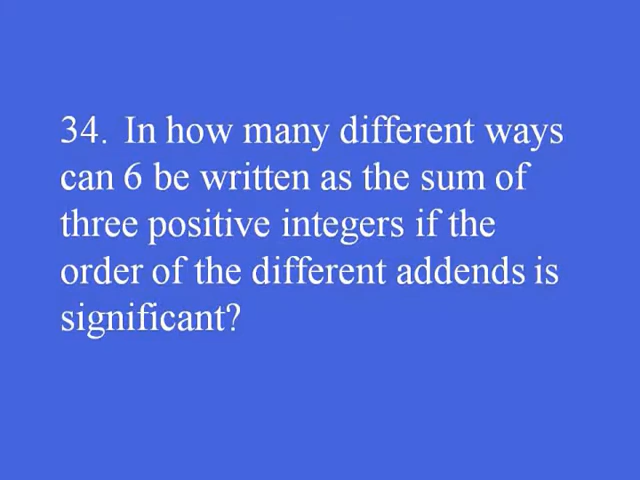 34. In how many different ways
can 6 be written as the sum of
three positive integers if the
order of the different addends is
significant?